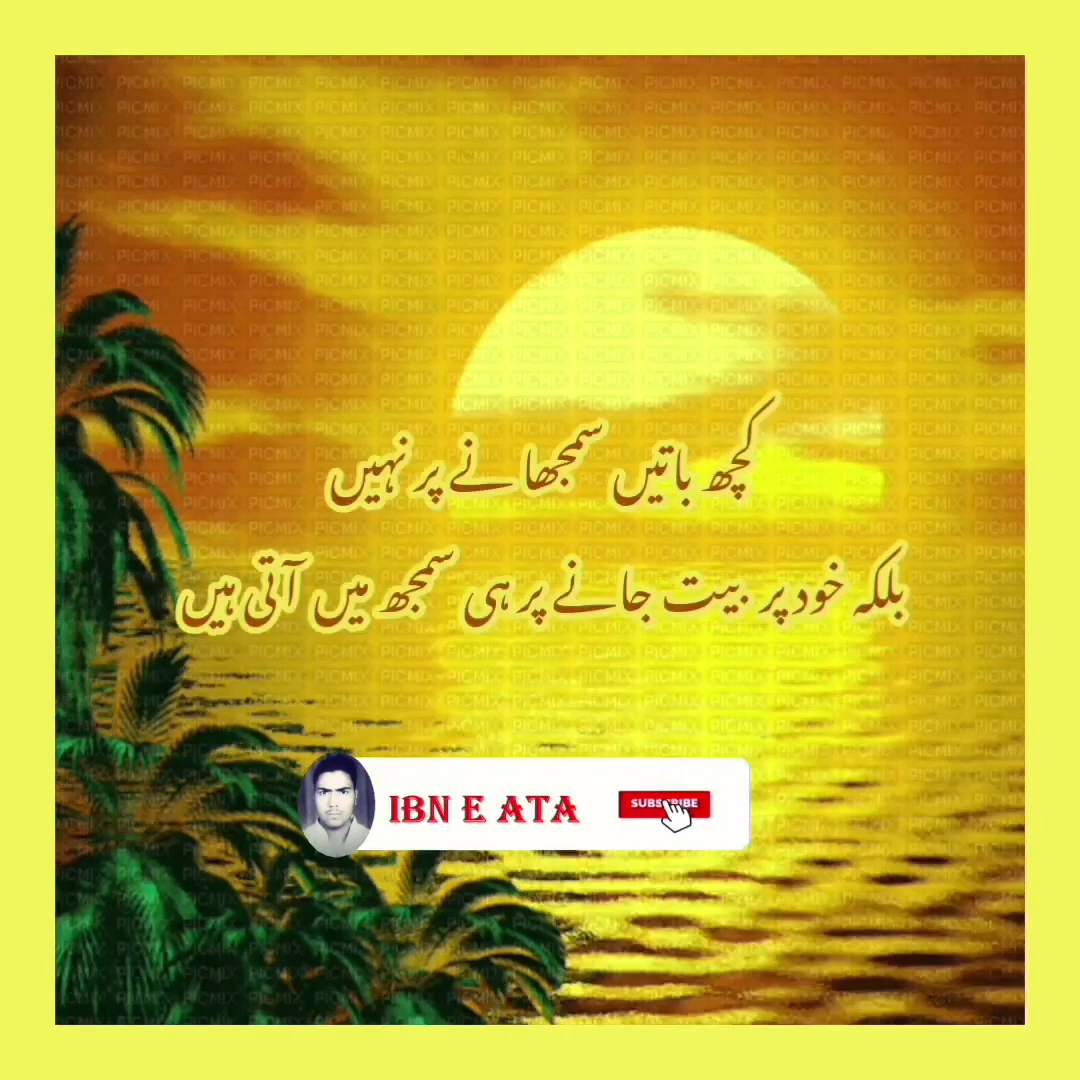 کچھ باتیں سمجھانے پر نہیں
بلکہ خود پر بیت جانے پر ہی سمجھ میں آتی ہیں
IBN E ATA
SUBSCRIBE
PICMIX